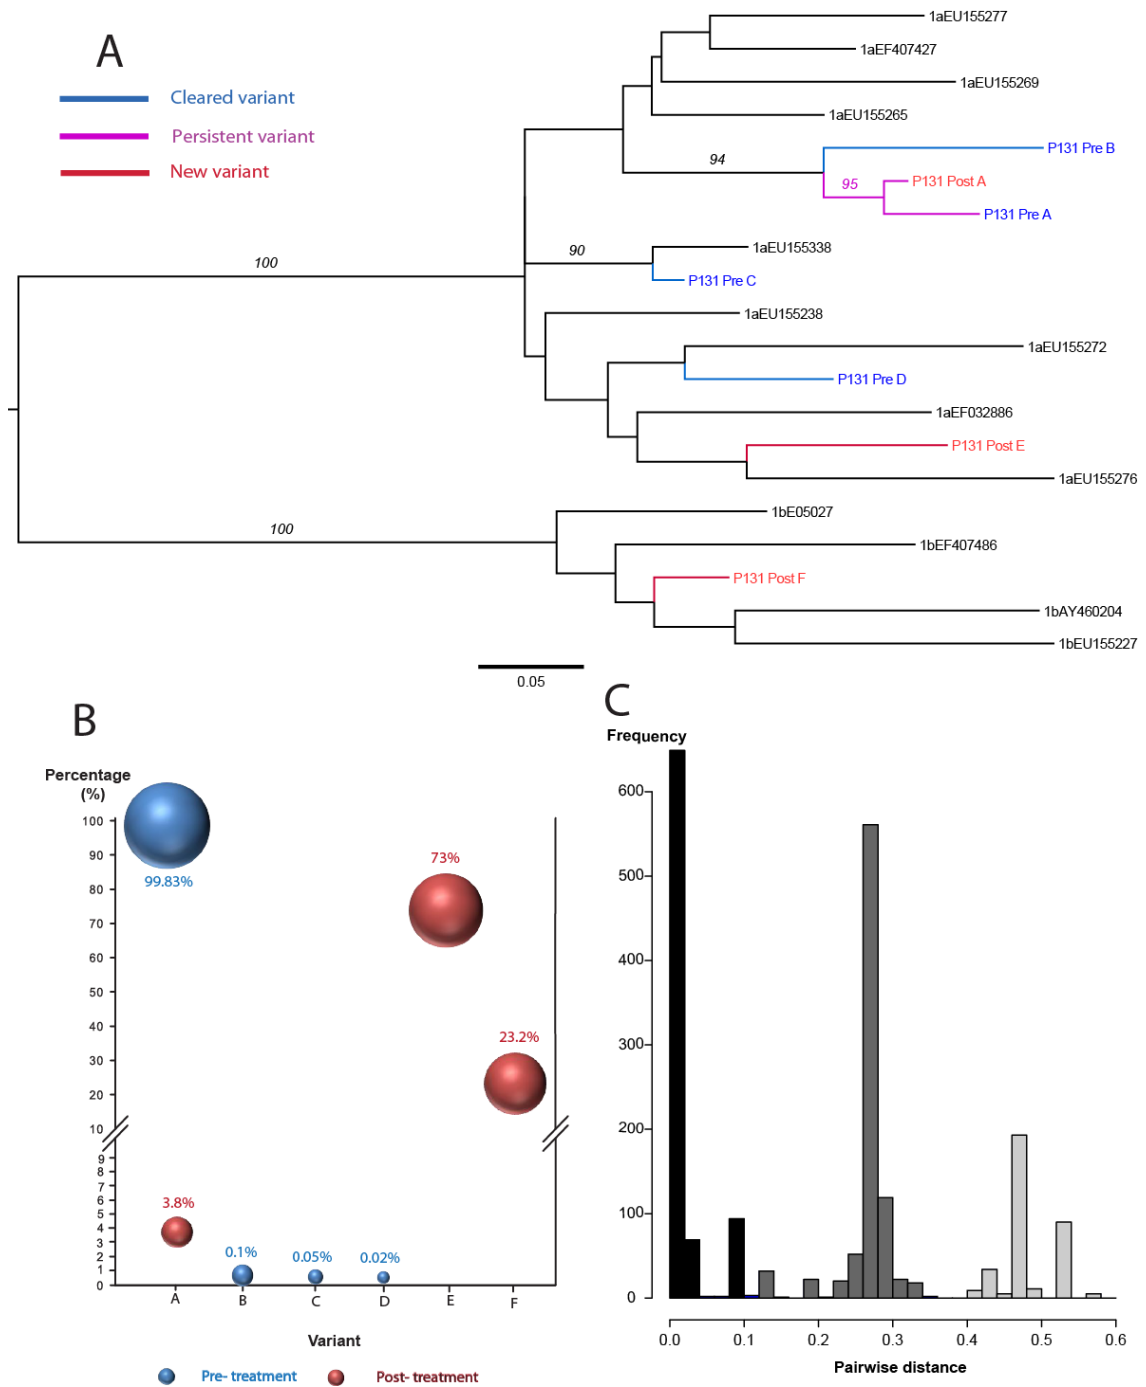 A
Cleared variant
Persistent variant
New variant
1aEU155277
1aEF407427
1aEU155269
1aEU155265
94
P131 Pre B
95
P131 Post A
P131 Pre A
100
90
1aEU155338
P131 Pre C
1aEU155238
1aEU155272
P131 Pre D
1aEF032886
P131 Post E
1aEU155276
100
1bE05027
1bEF407486
P131 Post F
1bAY460204
1bEU155227
0.05
B
Percentage
(%)
100
90
80
70
60
50
40
30
20
10
9
8
7
6
5
4
3
2
1
0
99.83%
73%
23.2%
3.8%
0.1%
0.05%
0.02%
A B C D E F
Variant
Pre- treatment Post- treatment
C
Frequency
600
500
400
300
200
100
0
0.0 0.1 0.2 0.3 0.4 0.5 0.6
Pairwise distance